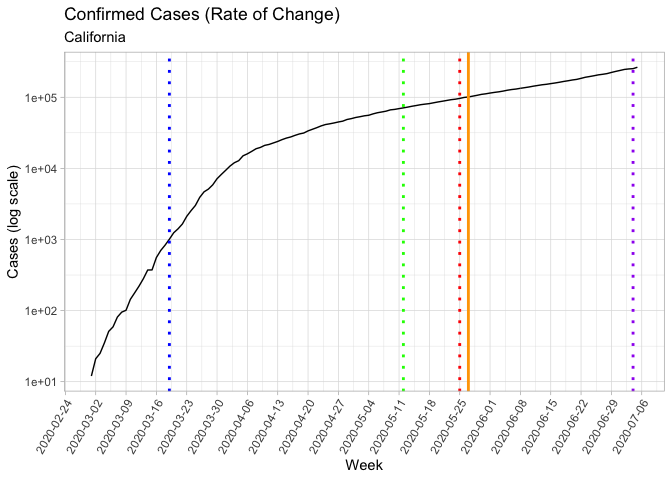 Confirmed Cases (Rate of Change)
California
Cases (log scale)
1e+05
1e+04
1e+03
1e+02
1e+01
2020-02-24
2020-03-02
2020-03-09
2020-03-16
2020-03-23
2020-03-30
2020-04-06
2020-04-13
2020-04-20
2020-04-27
2020-05-04
2020-05-11
2020-05-18
2020-05-25
2020-06-01
2020-06-08
2020-06-15
2020-06-22
2020-06-29
2020-07-06
Week